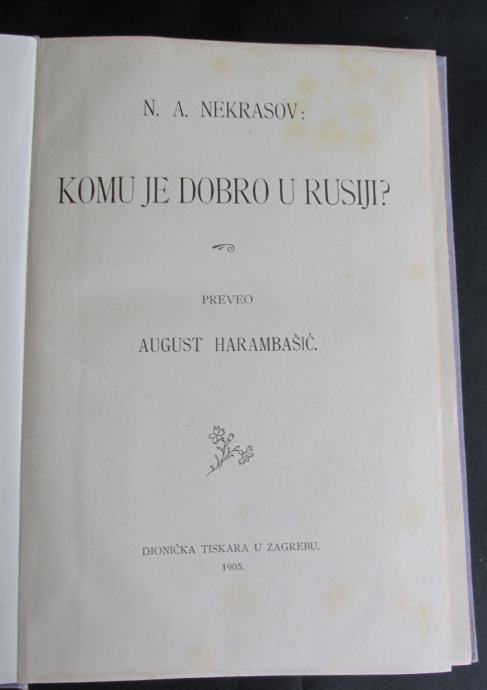 N. A. NEKRASOV:
KOMU JE DOBRO U RUSIJI?
PREVEO
AUGUST HARAMBAŠIĆ.
DIONIČKA TISKARA U ZAGREBU.
1905.